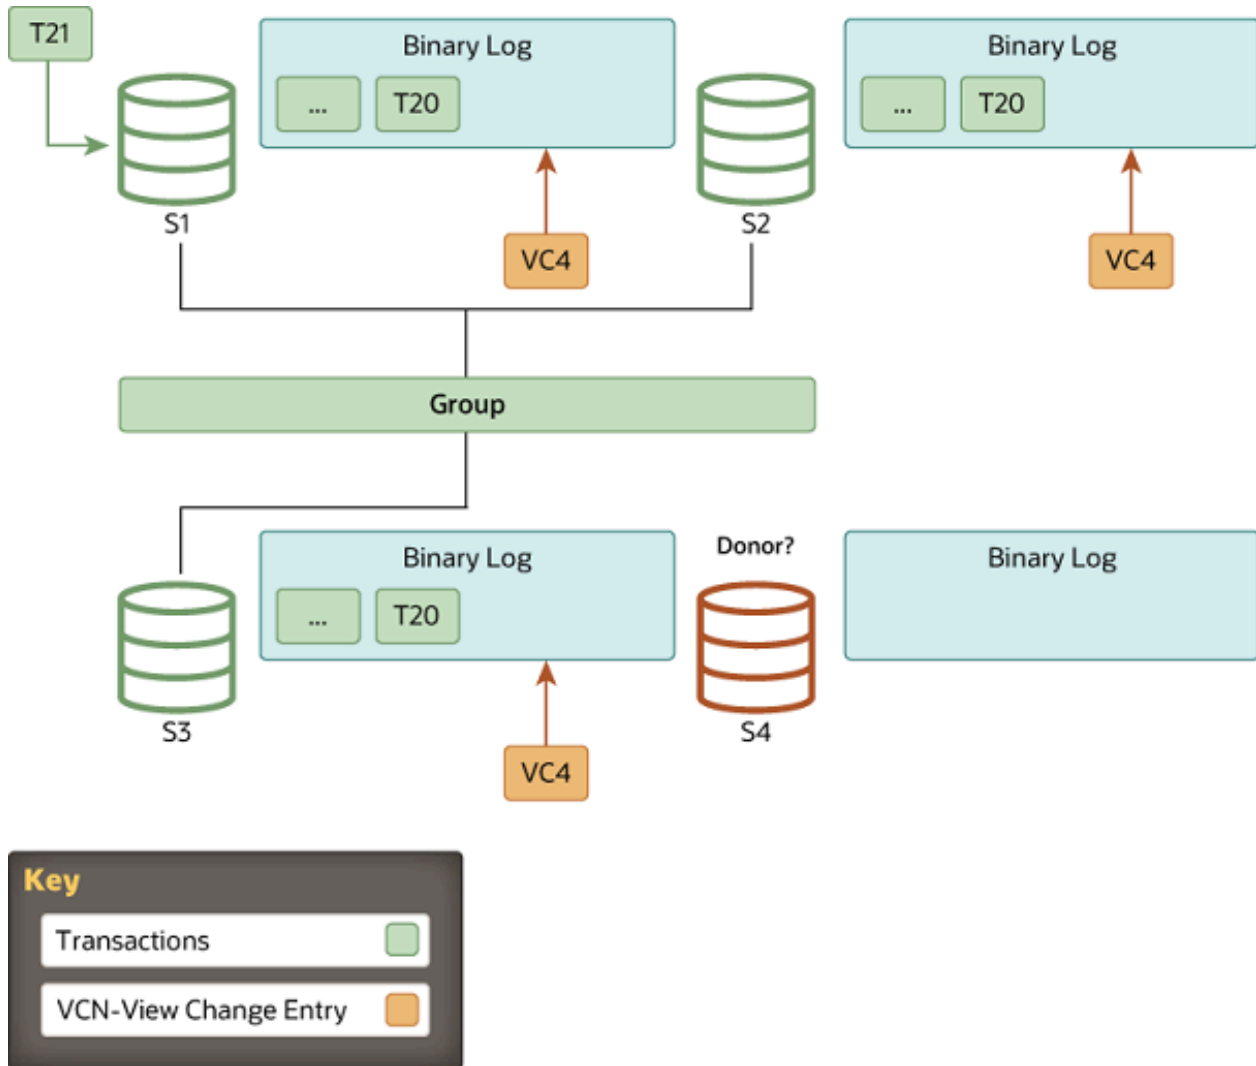 T21
Binary Log
... T20
S1
VC4
Binary Log
... T20
S2
VC4
Group
Binary Log
... T20
S3
VC4
Donor?
S4
Binary Log
Key
Transactions
VCN-View Change Entry